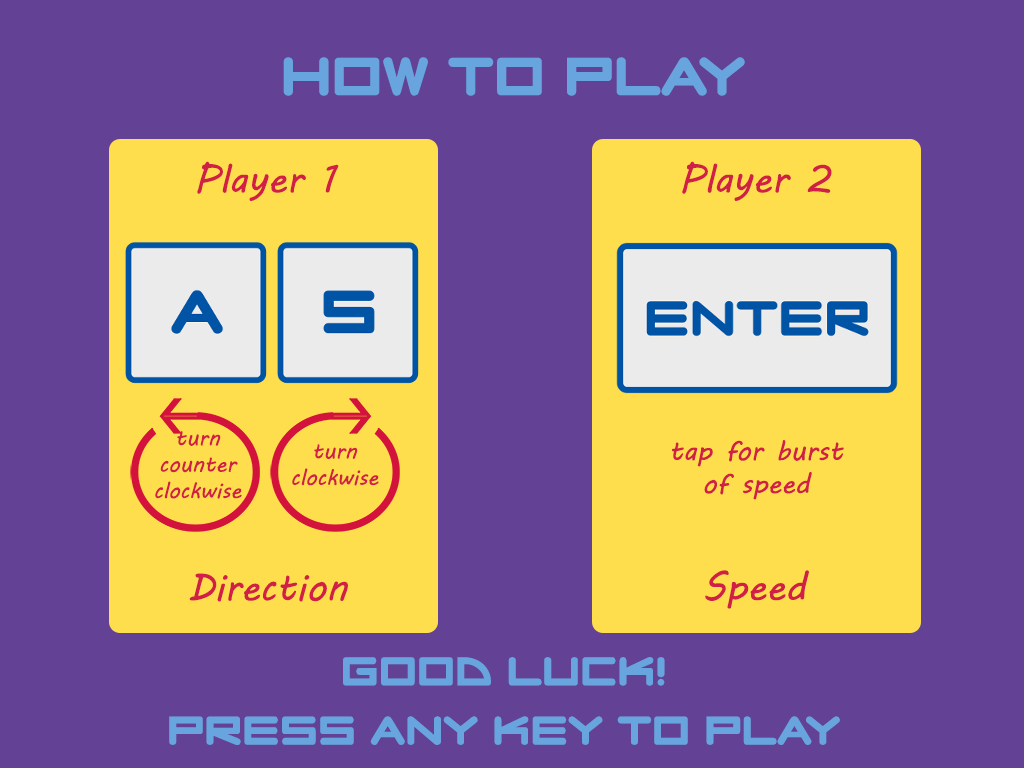 HOW TO PLAY
Player 1
A
S
turn
counter
clockwise
turn
clockwise
Direction
Player 2
ENTER
tap for burst
of speed
Speed
GOOD LUCK!
PRESS ANY KEY TO PLAY